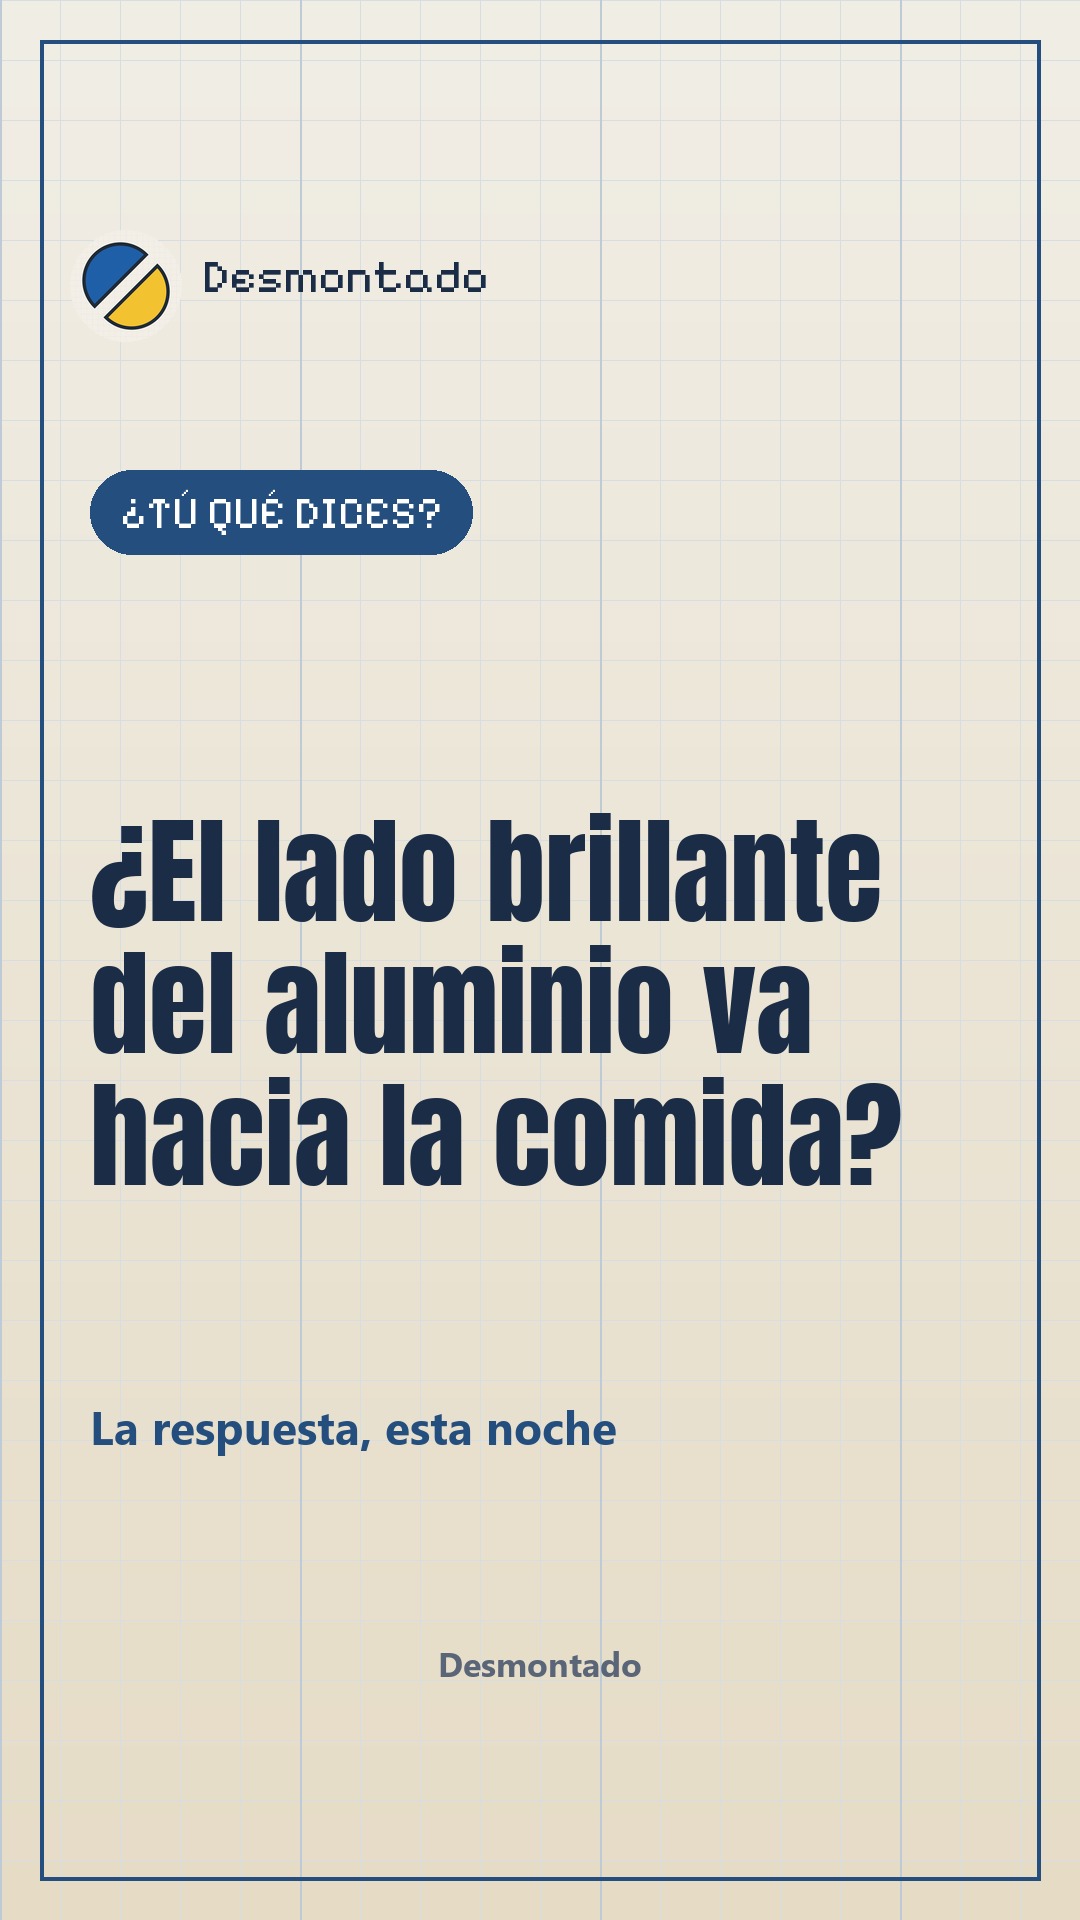 Desmontado
¿TÚ QUÉ DICES?
¿El lado brillante
del aluminio va
hacia la comida?
La respuesta, esta noche
Desmontado